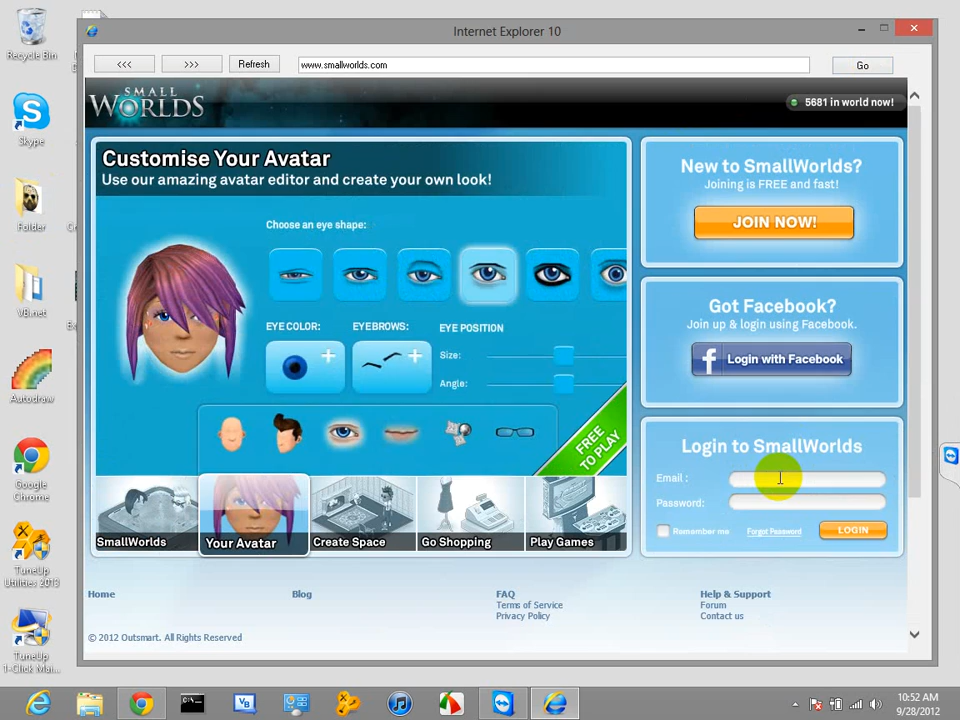 Internet Explorer 10
<<<
>>>
Refresh
www.smallworlds.com
Go
SMALL
WORLDS
5681 in world now!
Customise Your Avatar
Use our amazing avatar editor and create your own look!
Choose an eye shape:
EYE COLOR:
EYEBROWS:
EYE POSITION
Size:
Angle:
FREE
TO PLAY
SmallWorlds
Your Avatar
Create Space
Go Shopping
Play Games
New to SmallWorlds?
Joining is FREE and fast!
JOIN NOW!
Got Facebook?
Join up & login using Facebook.
f Login with Facebook
Login to SmallWorlds
Email :
Password:
Remember me
Forgot Password
LOGIN
Home
Blog
FAQ
Terms of Service
Privacy Policy
Help & Support
Forum
Contact us
© 2012 Outsmart. All Rights Reserved
Recycle Bin
Skype
Folder
VB.net
Autodraw
Google
Chrome
TuneUp
Utilities 2013
TuneUp
1-Click Mai...
VB
10:52 AM
9/28/2012